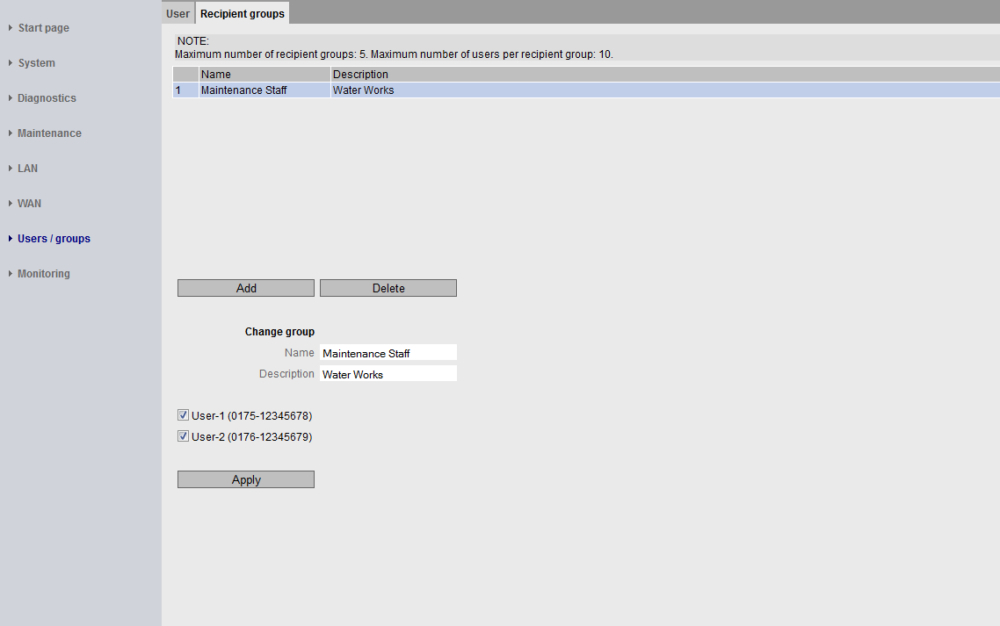 User Recipient groups
Start page
System
Diagnostics
Maintenance
LAN
WAN
Users / groups
Monitoring
NOTE:
Maximum number of recipient groups: 5. Maximum number of users per recipient group: 10.
Name Description
1 Maintenance Staff Water Works
Add Delete
Change group
Name Maintenance Staff
Description Water Works
User-1 (0175-12345678)
User-2 (0176-12345679)
Apply